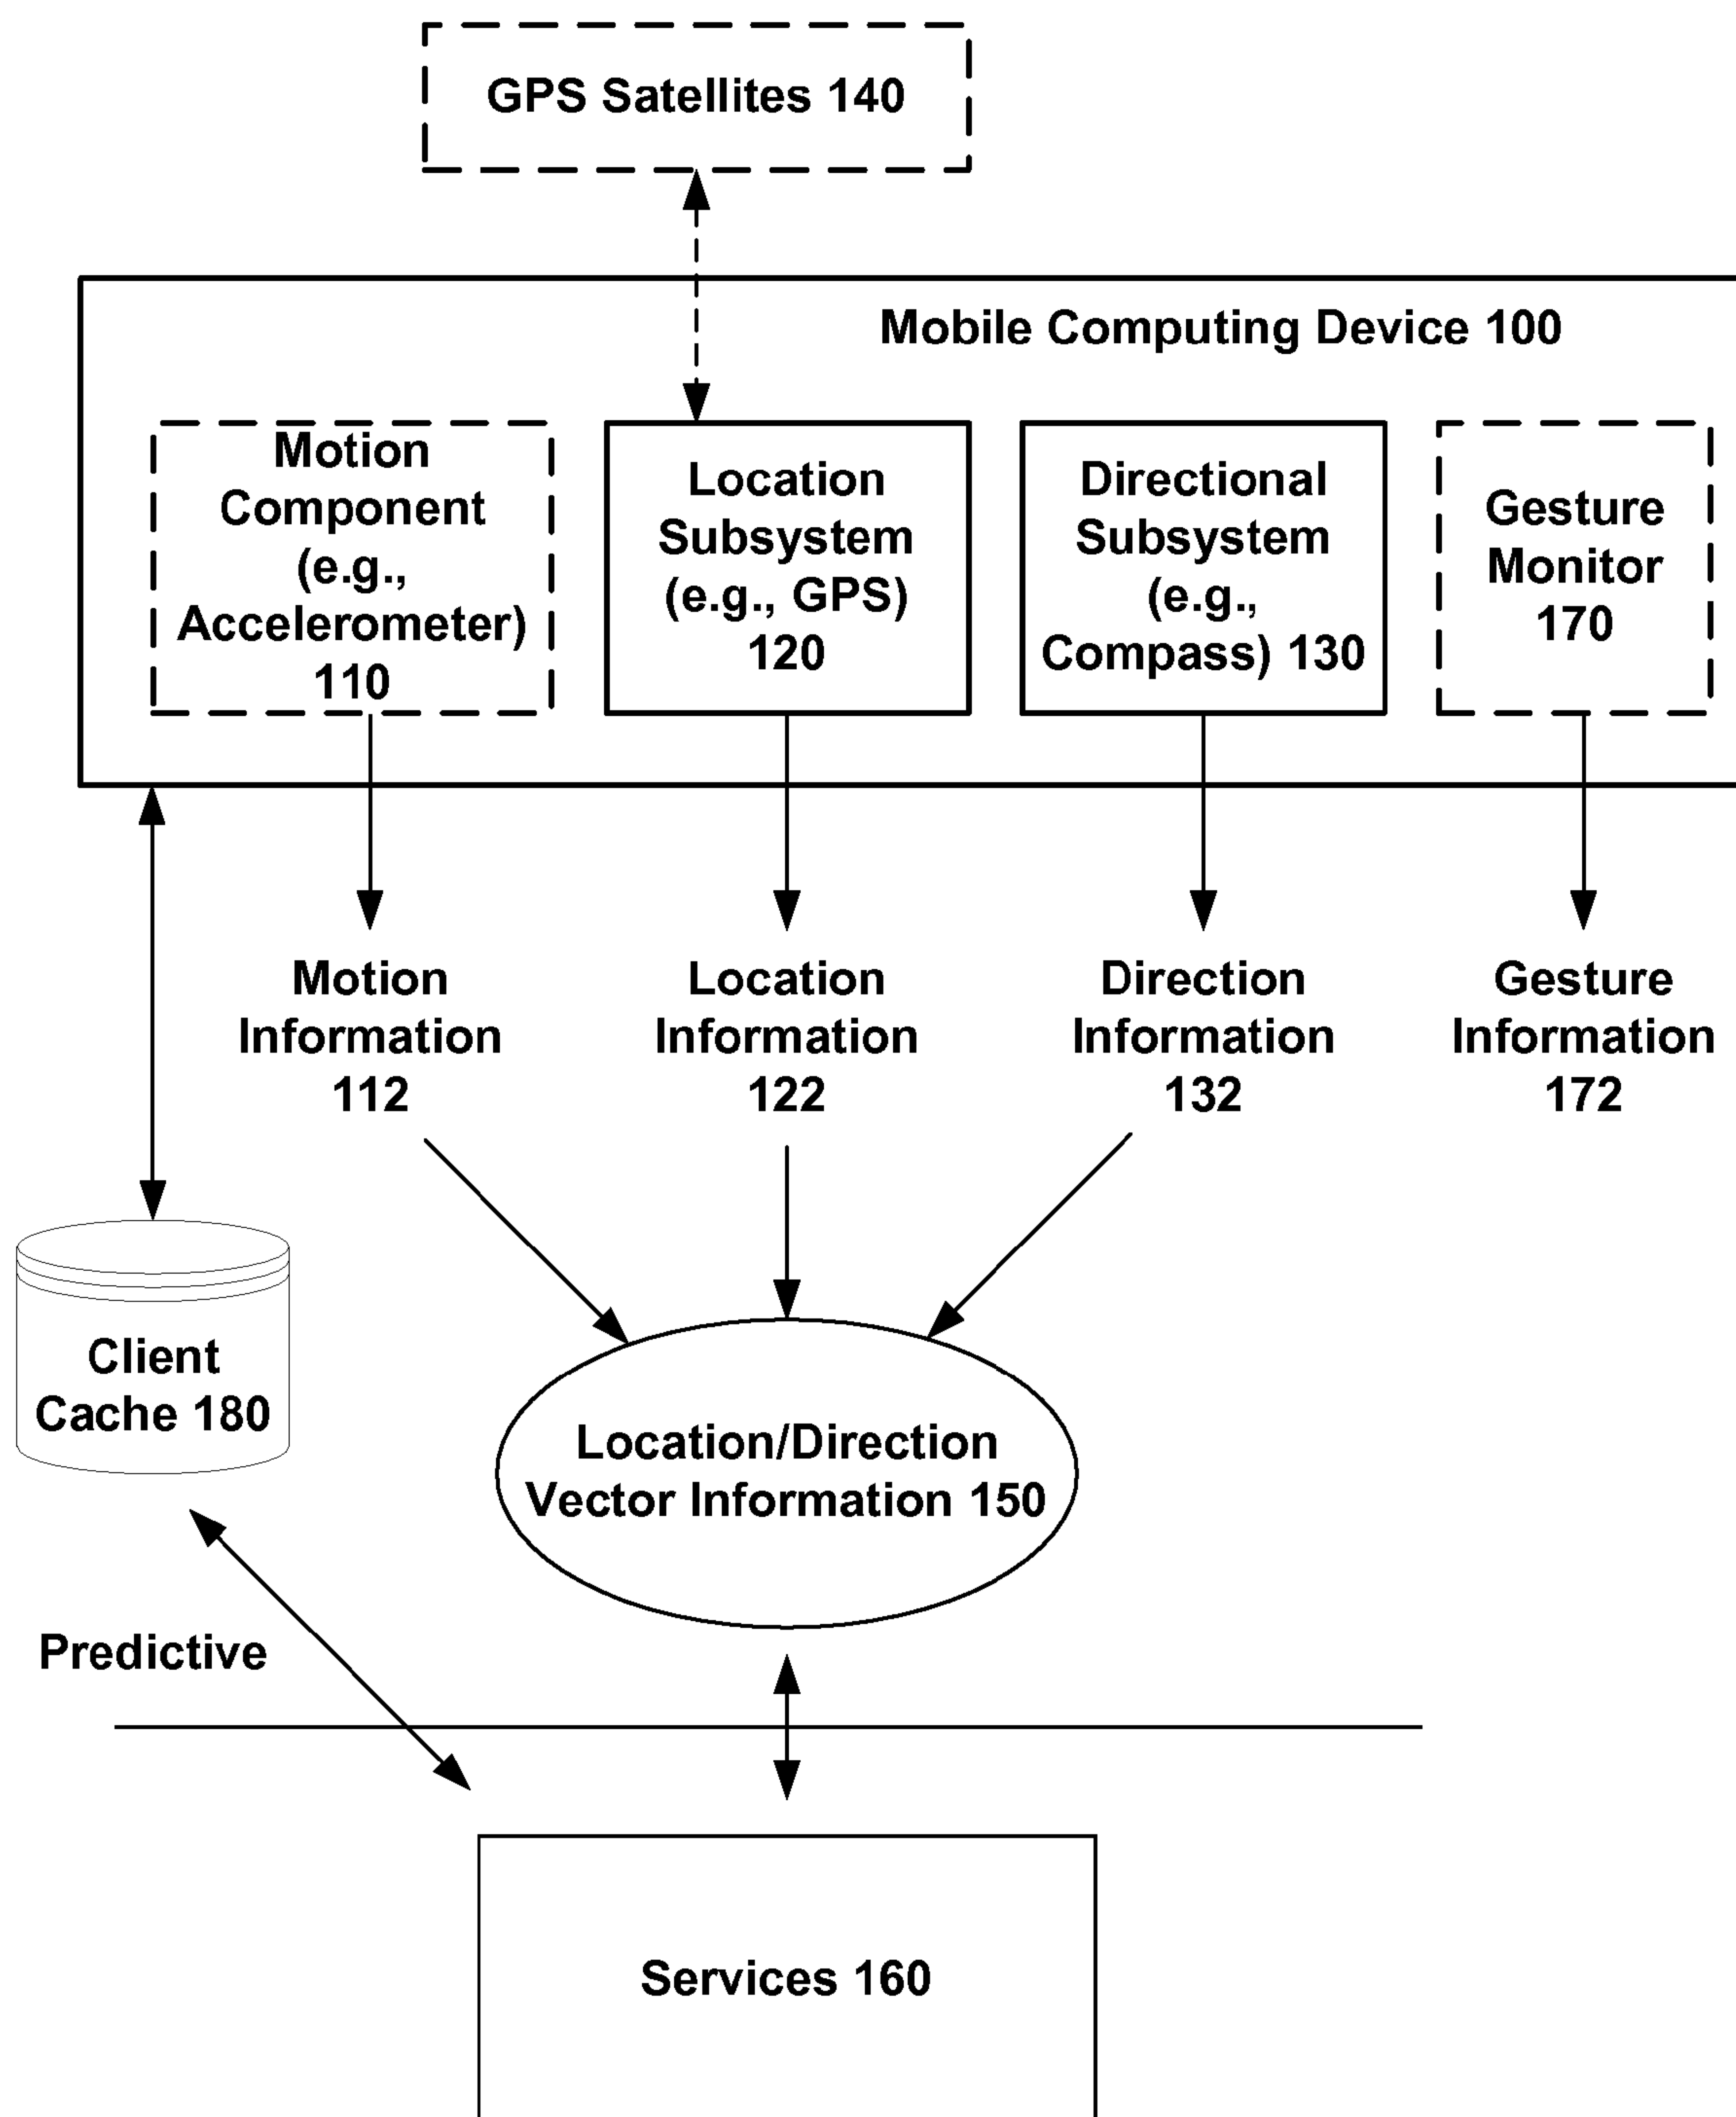 GPS Satellites 140
Mobile Computing Device 100
Motion
Component
(e.g.,
Accelerometer)
110
Location
Subsystem
(e.g., GPS)
120
Directional
Subsystem
(e.g.,
Compass) 130
Gesture
Monitor
170
Motion
Information
112
Location
Information
122
Direction
Information
132
Gesture
Information
172
Client
Cache 180
Location/Direction
Vector Information 150
Predictive
Services 160